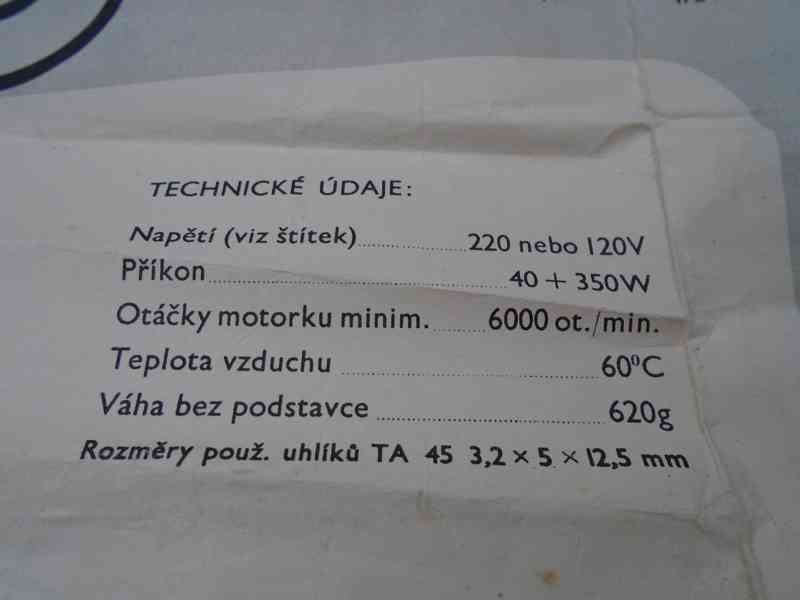 TECHNICKÉ ÚDAJE:
Napětí (viz štítek)........................220 nebo 120V
Příkon........................40 + 350W
Otáčky motorku minim. ........ 6000 ot./min.
Teplota vzduchu ........................ 60°C
Váha bez podstavce ........................ 620g
Rozměry použ. uhlíků TA 45 3,2 × 5 × 12,5 mm